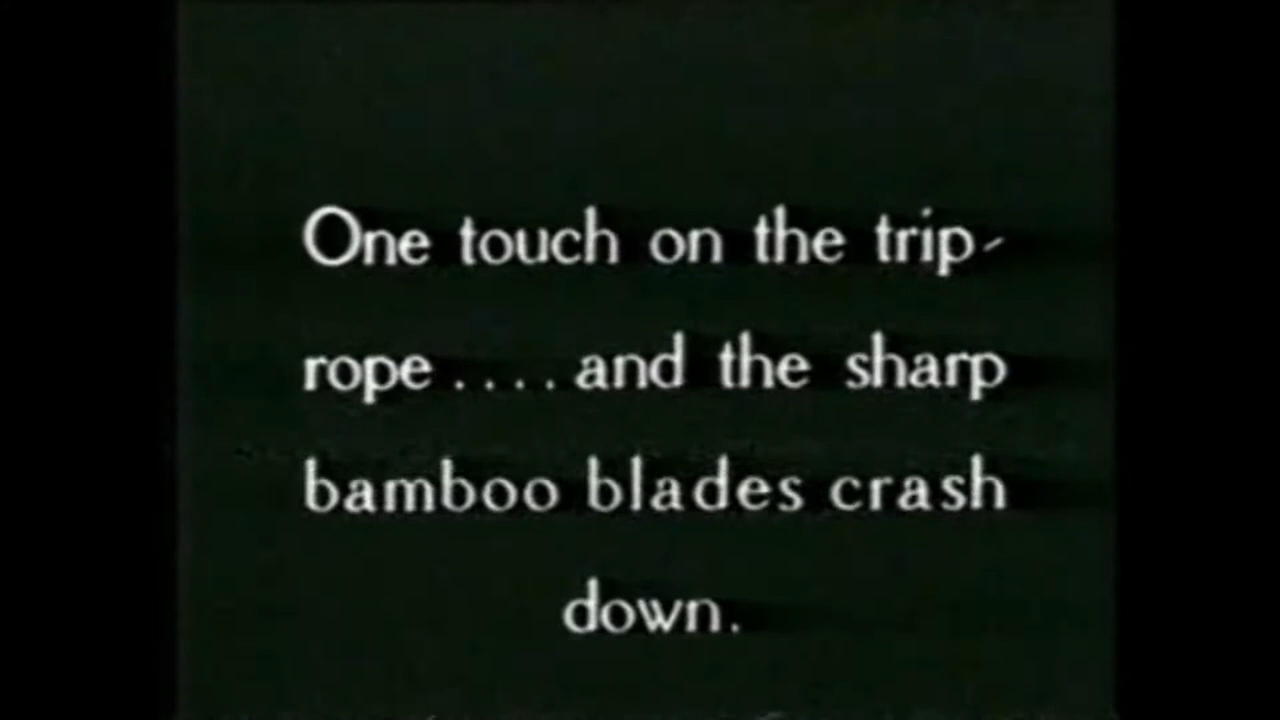 One touch on the trip-
rope .... and the sharp
bamboo blades crash
down.